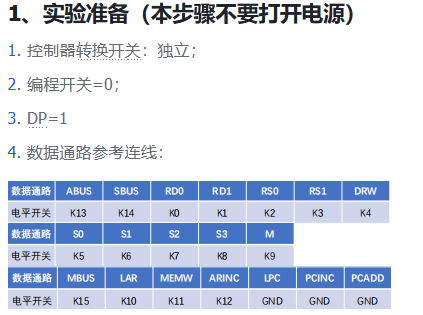 1、实验准备（本步骤不要打开电源）
1. 控制器转换开关：独立；
2. 编程开关=0；
3. DP=1
4. 数据通路参考连线：
数据通路 ABUS SBUS RD0 RD1 RS0 RS1 DRW
电平开关 K13 K14 K0 K1 K2 K3 K4
数据通路 S0 S1 S2 S3 M
电平开关 K5 K6 K7 K8 K9
数据通路 MBUS LAR MEMW ARINC LPC PCINC PCADD
电平开关 K15 K10 K11 K12 GND GND GND